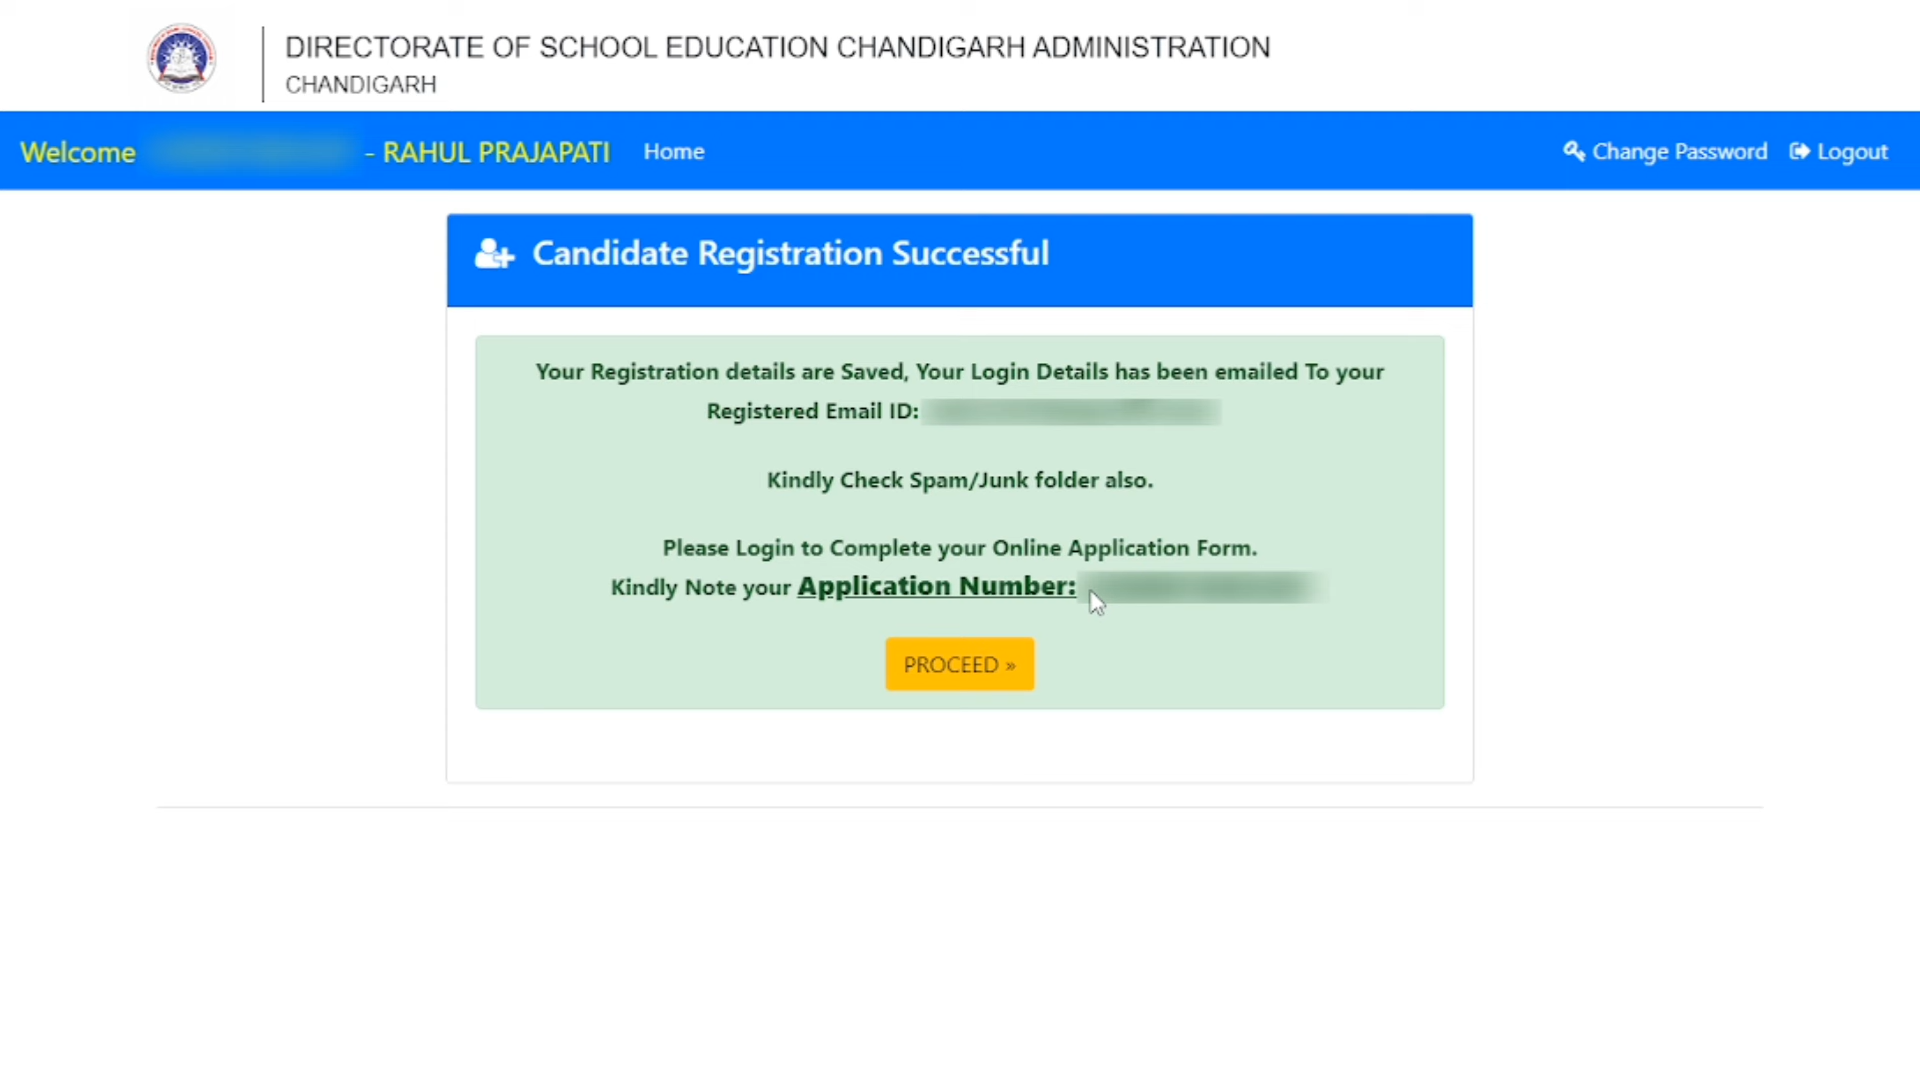 DIRECTORATE OF SCHOOL EDUCATION CHANDIGARH ADMINISTRATION
CHANDIGARH
Welcome - RAHUL PRAJAPATI Home Change Password Logout
Candidate Registration Successful
Your Registration details are Saved, Your Login Details has been emailed To your
Registered Email ID:
Kindly Check Spam/Junk folder also.
Please Login to Complete your Online Application Form.
Kindly Note your Application Number:
PROCEED »